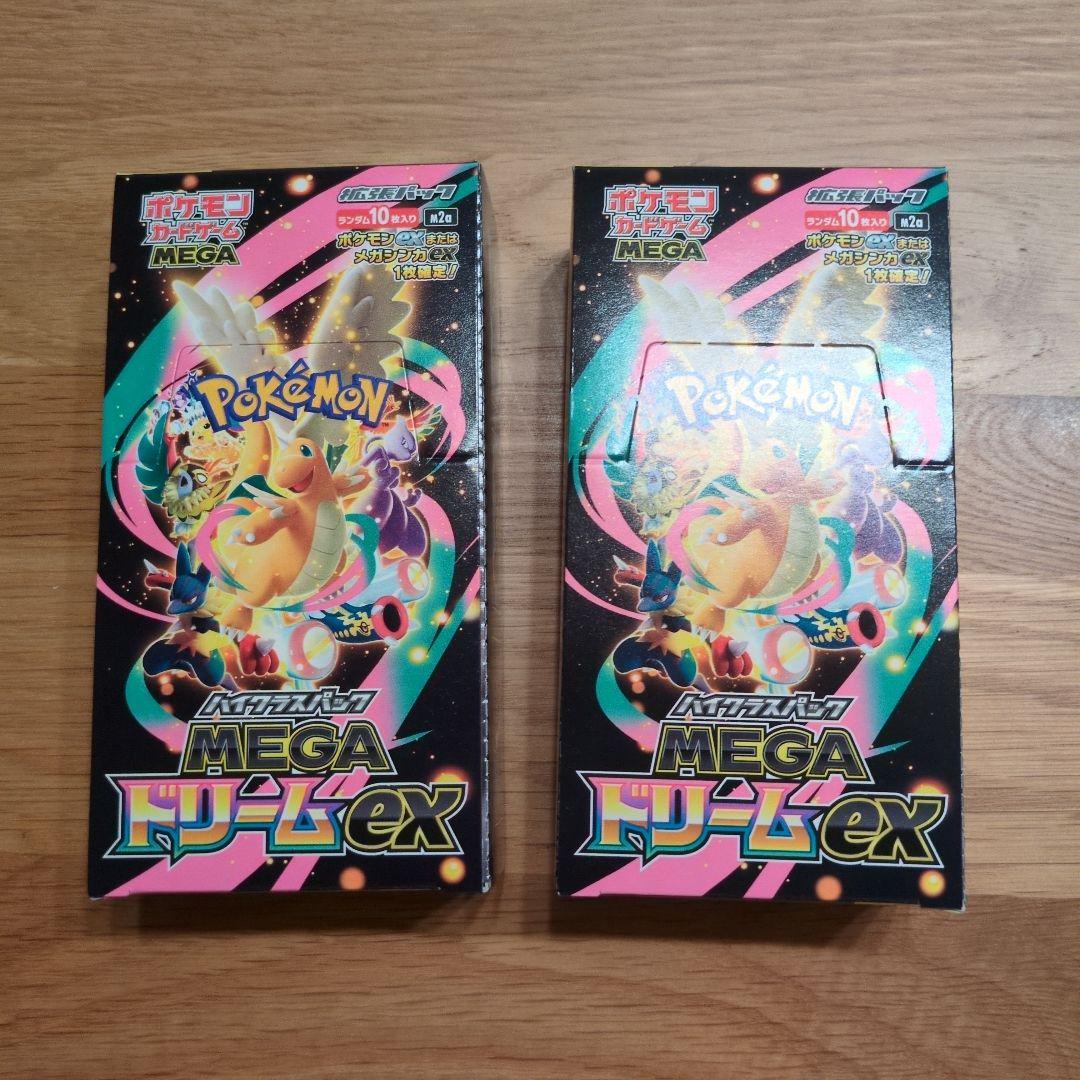 ポケモン
カードゲーム
MEGA
拡張パック
ランダム10枚入り M2a
ポケモンexまたは
メガシンカex
1枚確定!
POKéMON
™
ハイクラスパック
MEGA
ドリームex
ポケモン
カードゲーム
MEGA
拡張パック
ランダム10枚入り M2a
ポケモンexまたは
メガシンカex
1枚確定!
POKéMON
ハイクラスパック
MEGA
ドリームex